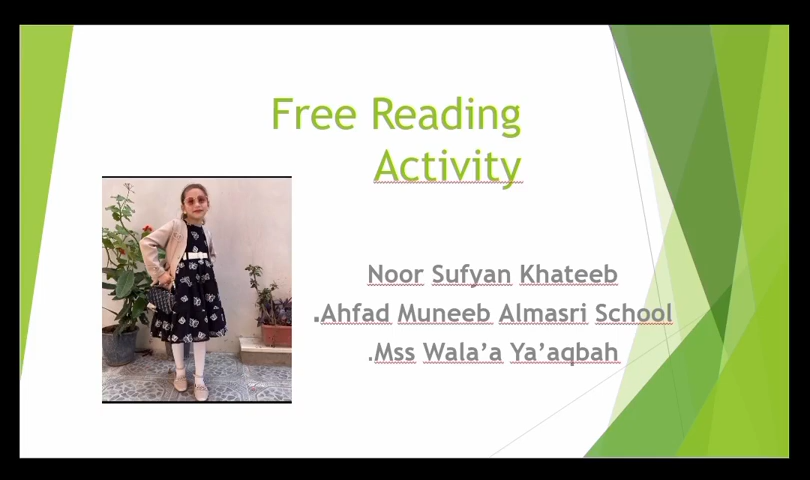 Free Reading
Activity
Noor Sufyan Khateeb
.Ahfad Muneeb Almasri School
.Mss Wala’a Ya’aqbah